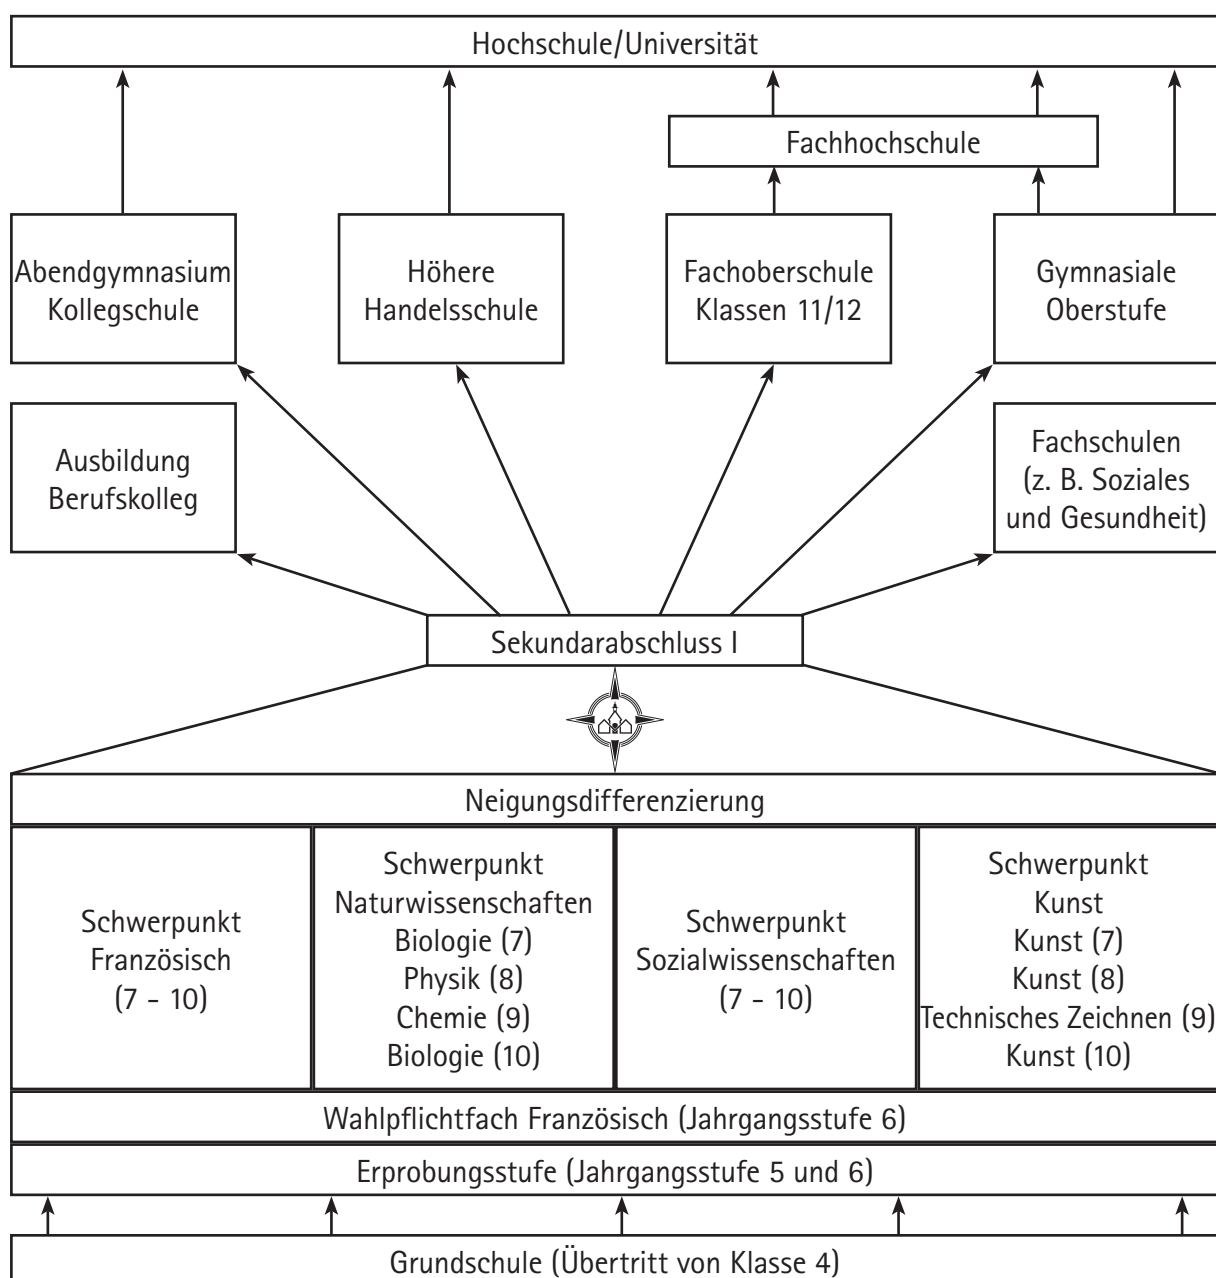 Hochschule/Universität
Fachhochschule
Abendgymnasium
Kollegschule
Höhere
Handelsschule
Fachoberschule
Klassen 11/12
Gymnasiale
Oberstufe
Ausbildung
Berufskolleg
Fachschulen
(z. B. Soziales
und Gesundheit)
Sekundarabschluss I
Neigungsdifferenzierung
Schwerpunkt
Französisch
(7 - 10)
Schwerpunkt
Naturwissenschaften
Biologie (7)
Physik (8)
Chemie (9)
Biologie (10)
Schwerpunkt
Sozialwissenschaften
(7 - 10)
Schwerpunkt
Kunst
Kunst (7)
Kunst (8)
Technisches Zeichnen (9)
Kunst (10)
Wahlpflichtfach Französisch (Jahrgangsstufe 6)
Erprobungsstufe (Jahrgangsstufe 5 und 6)
Grundschule (Übertritt von Klasse 4)